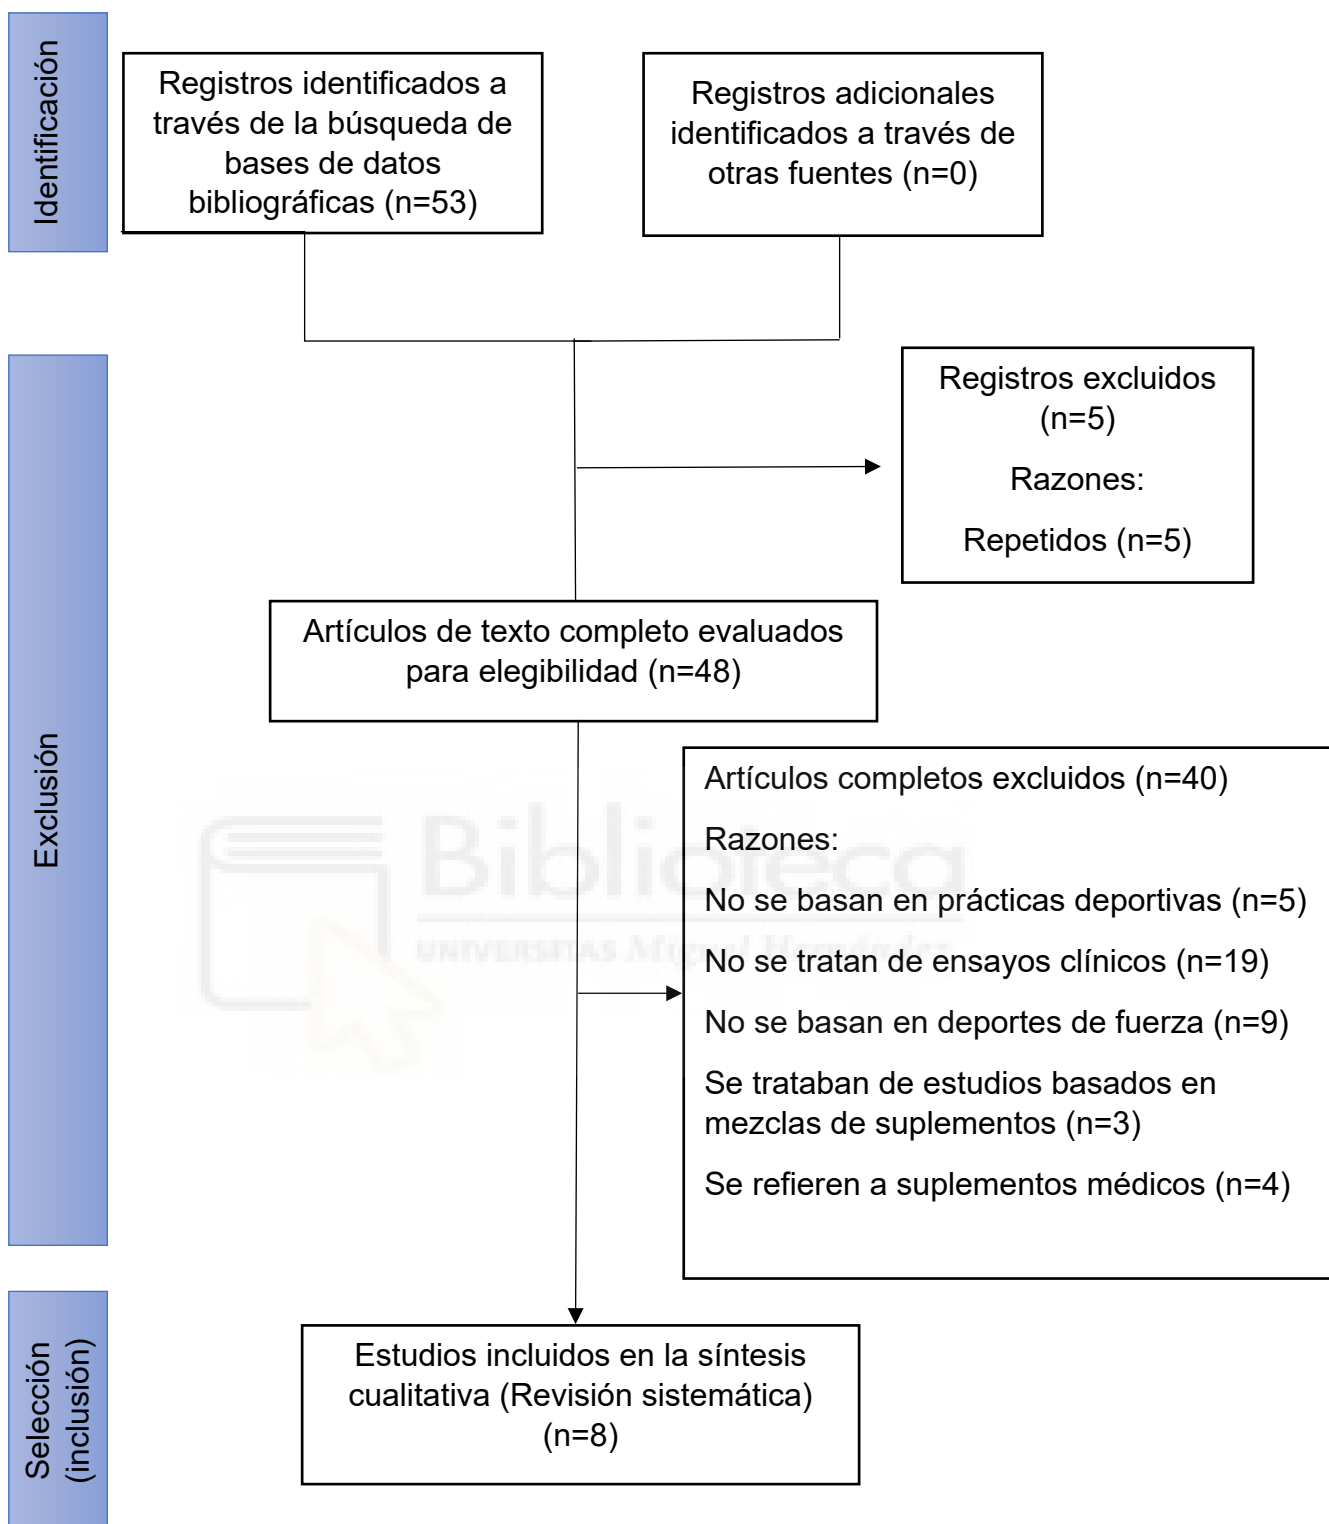 Identificación
Registros identificados a
través de la búsqueda de
bases de datos
bibliográficas (n=53)
Registros adicionales
identificados a través de
otras fuentes (n=0)
Exclusión
Registros excluidos
(n=5)
Razones:
Repetidos (n=5)
Artículos de texto completo evaluados
para elegibilidad (n=48)
Artículos completos excluidos (n=40)
Razones:
No se basan en prácticas deportivas (n=5)
No se tratan de ensayos clínicos (n=19)
No se basan en deportes de fuerza (n=9)
Se trataban de estudios basados en
mezclas de suplementos (n=3)
Se refieren a suplementos médicos (n=4)
Biblioteca
UNIVERSITAS Miguel Hernández
Selección
(inclusión)
Estudios incluidos en la síntesis
cualitativa (Revisión sistemática)
(n=8)